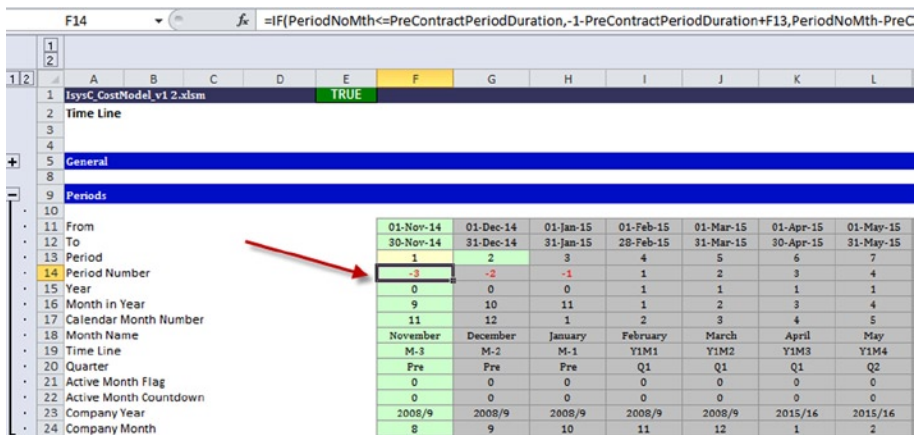 F14 fx =IF(PeriodNoMth<=PreContractPeriodDuration,-1-PreContractPeriodDuration+F13,PeriodNoMth-PreC
1
2
1 2 A B C D E F G H I J K L
1 IsysC_CostModel_v1 2.xlsm TRUE
2 Time Line
3
4
+ 5 General
8
- 9 Periods
10
11 From 01-Nov-14 01-Dec-14 01-Jan-15 01-Feb-15 01-Mar-15 01-Apr-15 01-May-15
12 To 30-Nov-14 31-Dec-14 31-Jan-15 28-Feb-15 31-Mar-15 30-Apr-15 31-May-15
13 Period 1 2 3 4 5 6 7
14 Period Number -3 -2 -1 1 2 3 4
15 Year 0 0 0 1 1 1 1
16 Month in Year 9 10 11 1 2 3 4
17 Calendar Month Number 11 12 1 2 3 4 5
18 Month Name November December January February March April May
19 Time Line M-3 M-2 M-1 Y1M1 Y1M2 Y1M3 Y1M4
20 Quarter Pre Pre Pre Q1 Q1 Q1 Q2
21 Active Month Flag 0 0 0 0 0 0 0
22 Active Month Countdown 0 0 0 0 0 0 0
23 Company Year 2008/9 2008/9 2008/9 2008/9 2008/9 2015/16 2015/16
24 Company Month 8 9 10 11 12 1 2